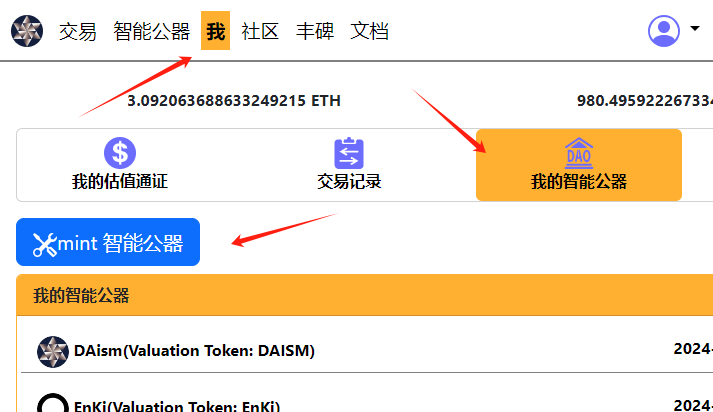 交易 智能公器 我 社区 丰碑 文档
3.092063688633249215 ETH 980.49592226733
我的估值通证 交易记录 DAO 我的智能公器
mint 智能公器
我的智能公器
DAism(Valuation Token: DAISM) 2024-
EnKi(Valuation Token: EnKi) 2024-